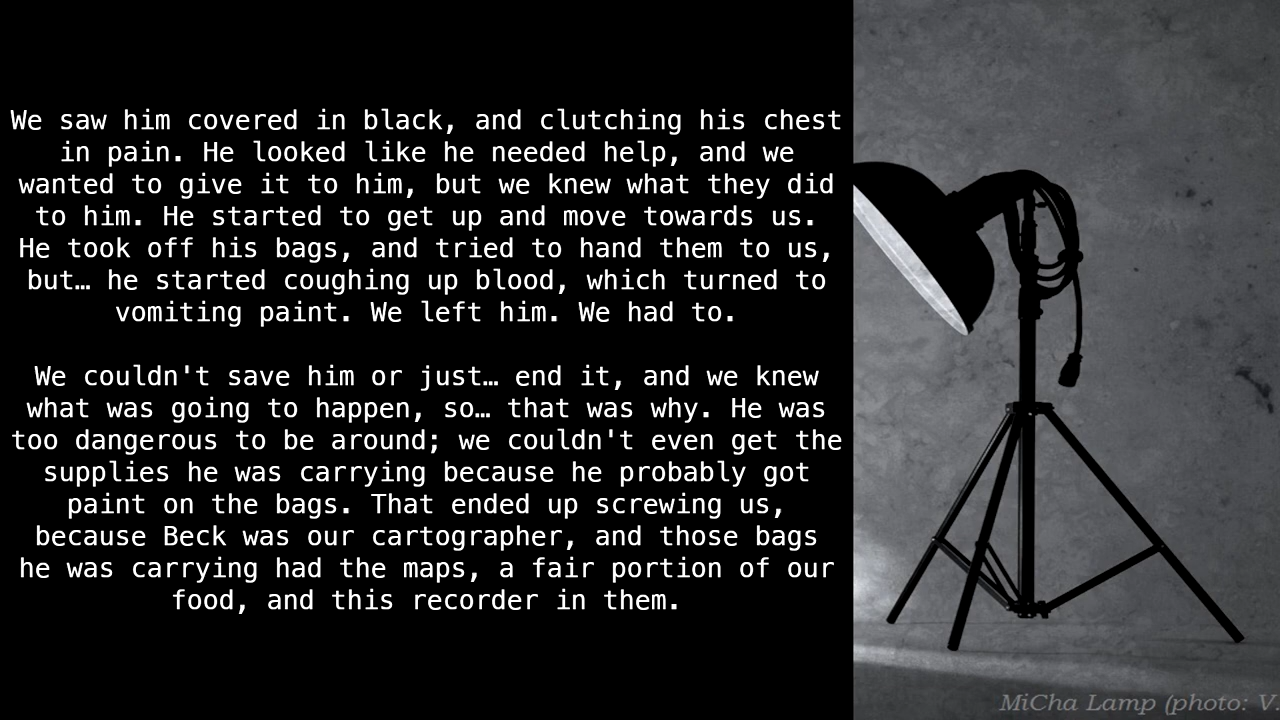 We saw him covered in black, and clutching his chest
in pain. He looked like he needed help, and we
wanted to give it to him, but we knew what they did
to him. He started to get up and move towards us.
He took off his bags, and tried to hand them to us,
but… he started coughing up blood, which turned to
vomiting paint. We left him. We had to.
We couldn't save him or just… end it, and we knew
what was going to happen, so… that was why. He was
too dangerous to be around; we couldn't even get the
supplies he was carrying because he probably got
paint on the bags. That ended up screwing us,
because Beck was our cartographer, and those bags
he was carrying had the maps, a fair portion of our
food, and this recorder in them.
MiCha Lamp (photo: V.